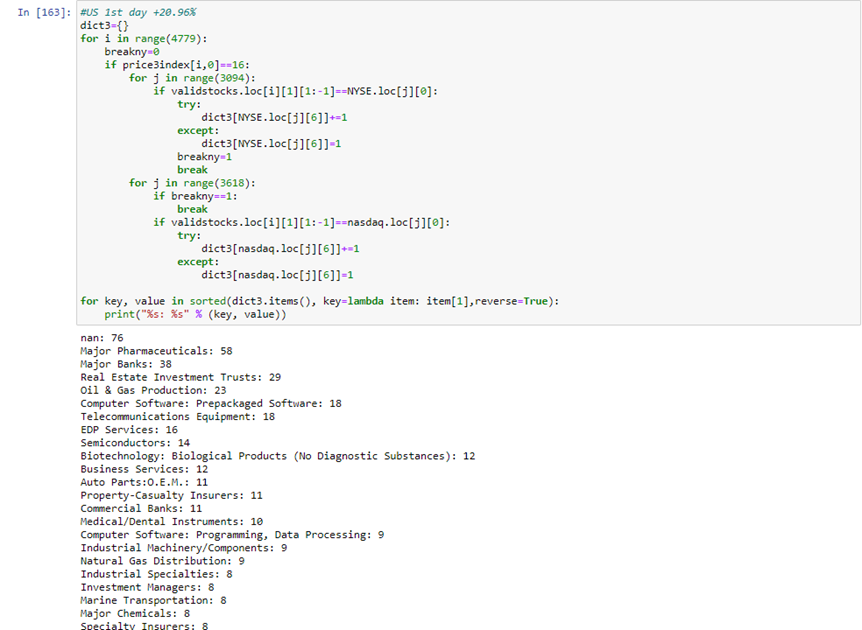 In [163]: #US 1st day +20.96%
dict3={}
for i in range(4779):
    breakny=0
    if price3index[i,0]==16:
        for j in range(3094):
            if validstocks.loc[i][1][1:-1]==NYSE.loc[j][0]:
                try:
                    dict3[NYSE.loc[j][6]]+=1
                except:
                    dict3[NYSE.loc[j][6]]=1
                breakny=1
                break
        for j in range(3618):
            if breakny==1:
                break
            if validstocks.loc[i][1][1:-1]==nasdaq.loc[j][0]:
                try:
                    dict3[nasdaq.loc[j][6]]+=1
                except:
                    dict3[nasdaq.loc[j][6]]=1
for key, value in sorted(dict3.items(), key=lambda item: item[1],reverse=True):
    print("%s: %s" % (key, value))
nan: 76
Major Pharmaceuticals: 58
Major Banks: 38
Real Estate Investment Trusts: 29
Oil & Gas Production: 23
Computer Software: Prepackaged Software: 18
Telecommunications Equipment: 18
EDP Services: 16
Semiconductors: 14
Biotechnology: Biological Products (No Diagnostic Substances): 12
Business Services: 12
Auto Parts:O.E.M.: 11
Property-Casualty Insurers: 11
Commercial Banks: 11
Medical/Dental Instruments: 10
Computer Software: Programming, Data Processing: 9
Industrial Machinery/Components: 9
Natural Gas Distribution: 9
Industrial Specialties: 8
Investment Managers: 8
Marine Transportation: 8
Major Chemicals: 8
Specialty Insurers: 8